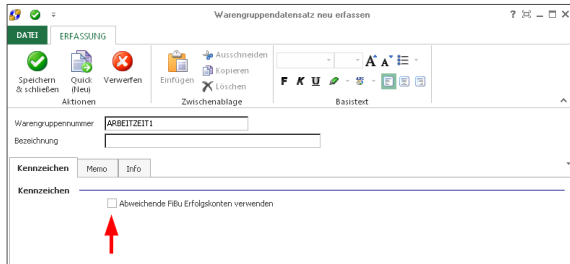 Warengruppendatensatz neu erfassen
DATEI ERFASSUNG
Speichern & schließen
Quick (Neu)
Verwerfen
Aktionen
Einfügen
Ausschneiden
Kopieren
Löschen
Zwischenablage
F K U
Basistext
Warengruppennummer ARBEITZEIT1
Bezeichnung
Kennzeichen Memo Info
Kennzeichen
Abweichende FiBu Erfolgskonten verwenden